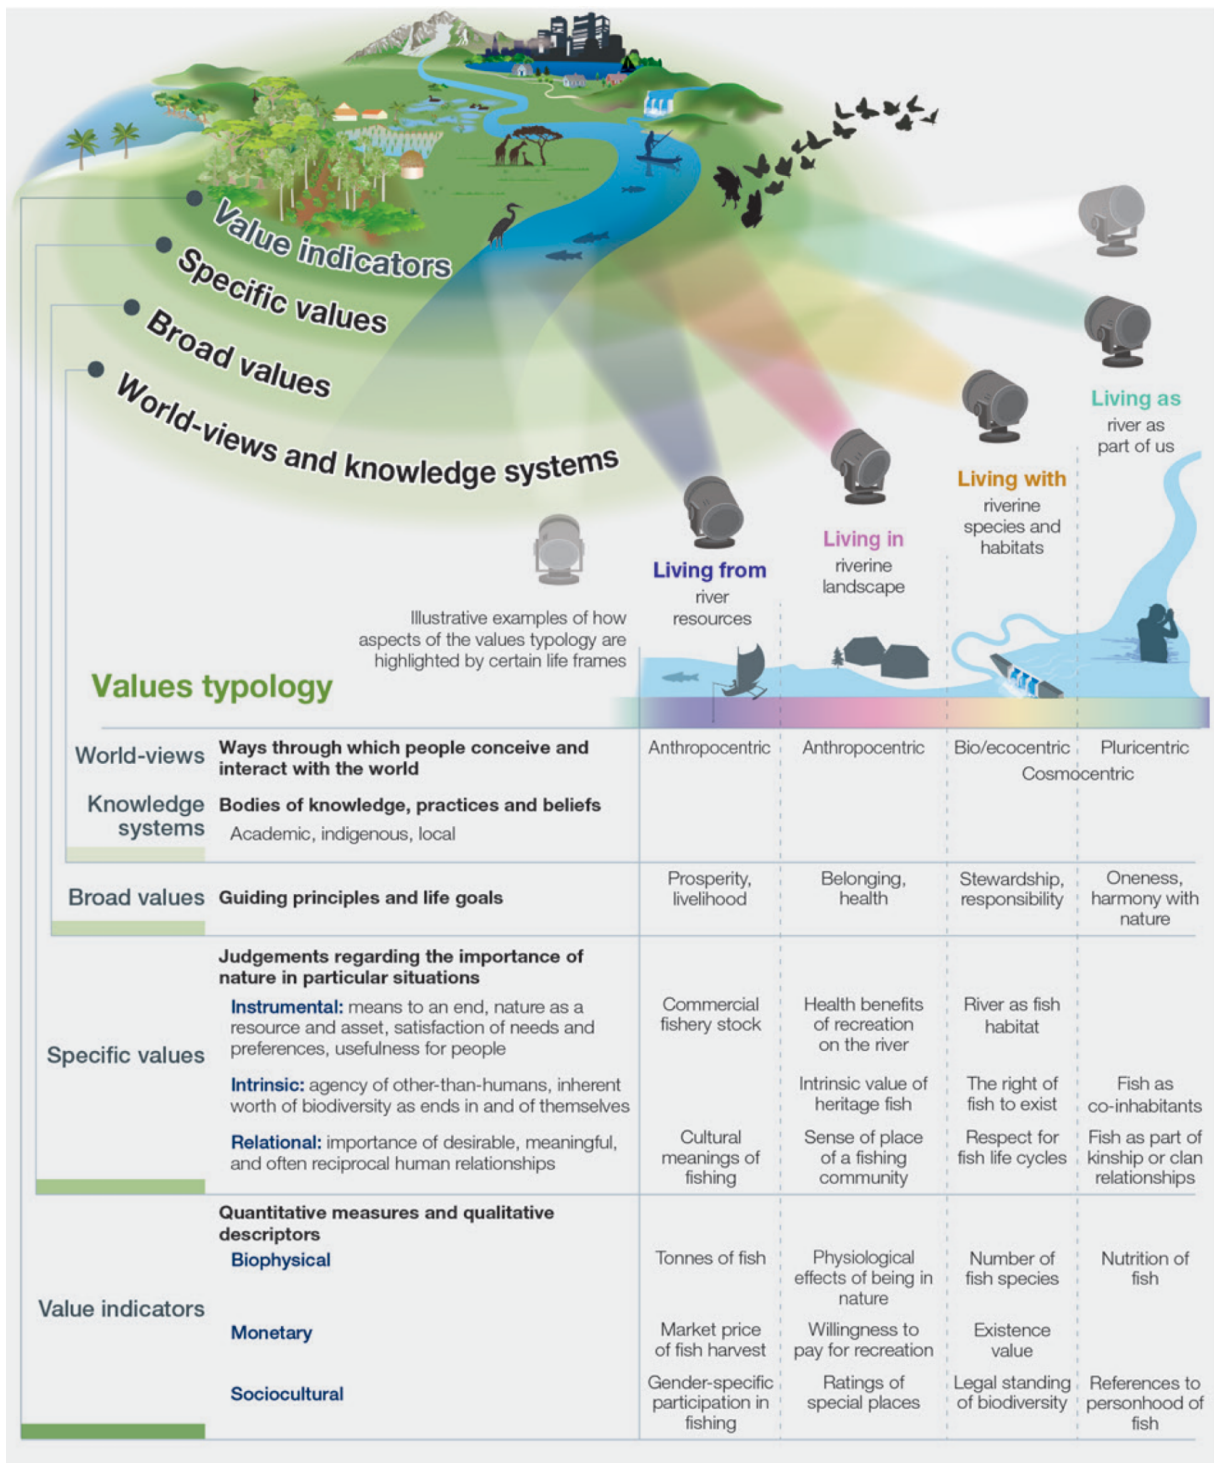 Value indicators
Specific values
Broad values
World-views and knowledge systems
Living as
river as
part of us
Living with
riverine
species and
habitats
Living in
riverine
landscape
Living from
river
resources
Illustrative examples of how
aspects of the values typology are
highlighted by certain life frames
Values typology
World-views
Ways through which people conceive and
interact with the world
Anthropocentric
Anthropocentric
Bio/ecocentric
Pluricentric
Cosmocentric
Knowledge
systems
Bodies of knowledge, practices and beliefs
Academic, indigenous, local
Broad values
Guiding principles and life goals
Prosperity,
livelihood
Belonging,
health
Stewardship,
responsibility
Oneness,
harmony with
nature
Specific values
Judgements regarding the importance of
nature in particular situations
Instrumental: means to an end, nature as a
resource and asset, satisfaction of needs and
preferences, usefulness for people
Commercial
fishery stock
Health benefits
of recreation
on the river
River as fish
habitat
Intrinsic: agency of other-than-humans, inherent
worth of biodiversity as ends in and of themselves
Intrinsic value of
heritage fish
The right of
fish to exist
Fish as
co-inhabitants
Relational: importance of desirable, meaningful,
and often reciprocal human relationships
Cultural
meanings of
fishing
Sense of place
of a fishing
community
Respect for
fish life cycles
Fish as part of
kinship or clan
relationships
Value indicators
Quantitative measures and qualitative
descriptors
Biophysical
Tonnes of fish
Physiological
effects of being in
nature
Number of
fish species
Nutrition of
fish
Monetary
Market price
of fish harvest
Willingness to
pay for recreation
Existence
value
Sociocultural
Gender-specific
participation in
fishing
Ratings of
special places
Legal standing
of biodiversity
References to
personhood of
fish